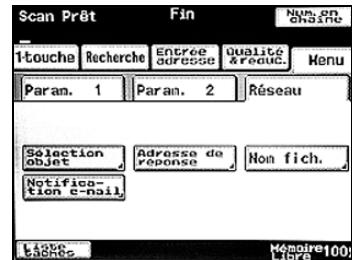 Scan Prêt
Fin
Num.en
chaîne
1-touche
Recherche
Entrée
adresse
Qualité
&réduc.
Menu
Param. 1
Param. 2
Réseau
Sélection
objet
Adresse de
réponse
Nom fich.
Notifica-
tion e-mail
Liste
tâches
Mémoire
Libre
100%